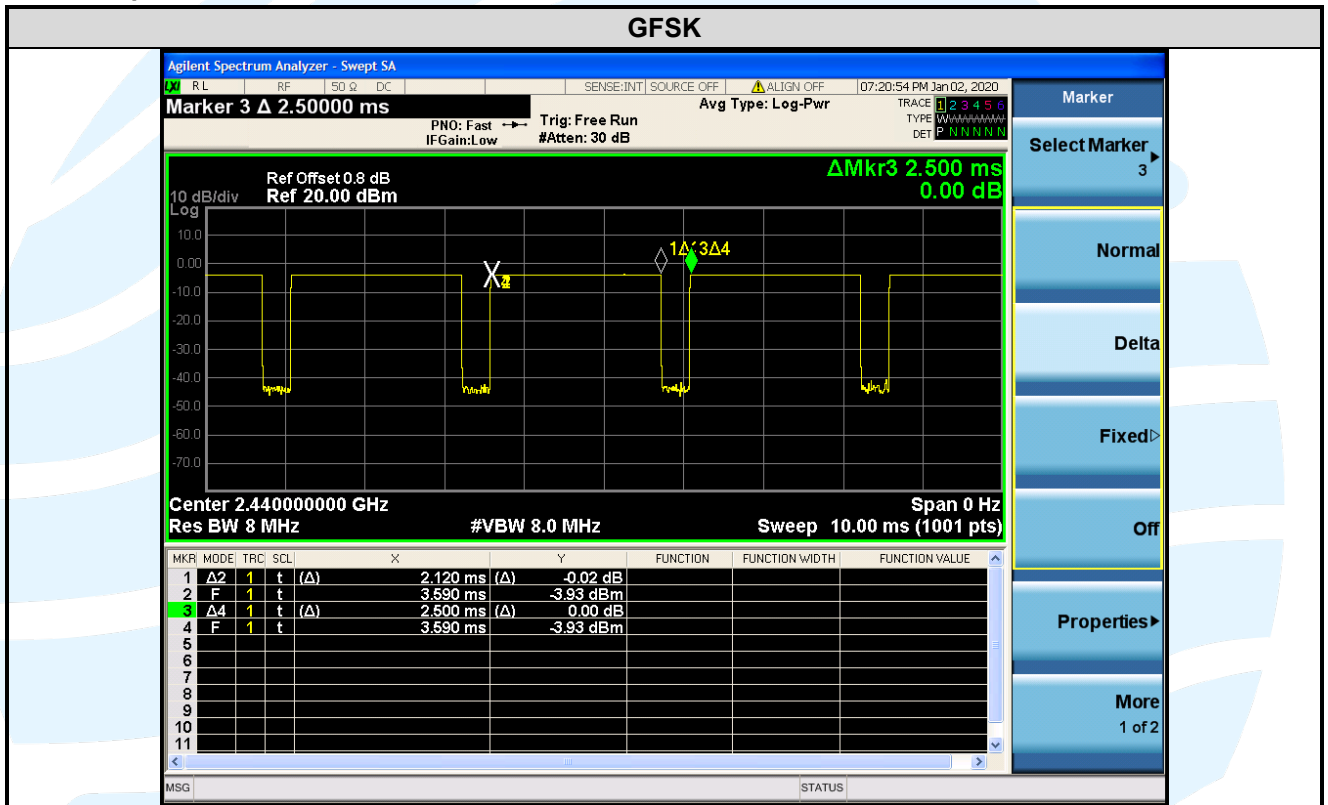 GFSK
Agilent Spectrum Analyzer - Swept SA
LXI RL RF 50 Ω DC SENSE:INT SOURCE OFF ALIGN OFF 07:20:54 PM Jan 02, 2020
Marker 3 Δ 2.50000 ms
PNO: Fast
IFGain:Low
Trig: Free Run
#Atten: 30 dB
Avg Type: Log-Pwr
TRACE 1 2 3 4 5 6
TYPE WWWWWWW
DET P N N N N N
ΔMkr3 2.500 ms
0.00 dB
Ref Offset 0.8 dB
10 dB/div Ref 20.00 dBm
Log
10.0
0.00
-10.0
-20.0
-30.0
-40.0
-50.0
-60.0
-70.0
3Δ4
Center 2.440000000 GHz Span 0 Hz
Res BW 8 MHz #VBW 8.0 MHz Sweep 10.00 ms (1001 pts)
MKR MODE TRC SCL X Y FUNCTION FUNCTION WIDTH FUNCTION VALUE
1 Δ2 1 t (Δ) 2.120 ms (Δ) -0.02 dB
2 F 1 t 3.590 ms -3.93 dBm
3 Δ4 1 t (Δ) 2.500 ms (Δ) 0.00 dB
4 F 1 t 3.590 ms -3.93 dBm
5
6
7
8
9
10
11
MSG STATUS
Marker
Select Marker
3
Normal
Delta
Fixed
Off
Properties
More
1 of 2